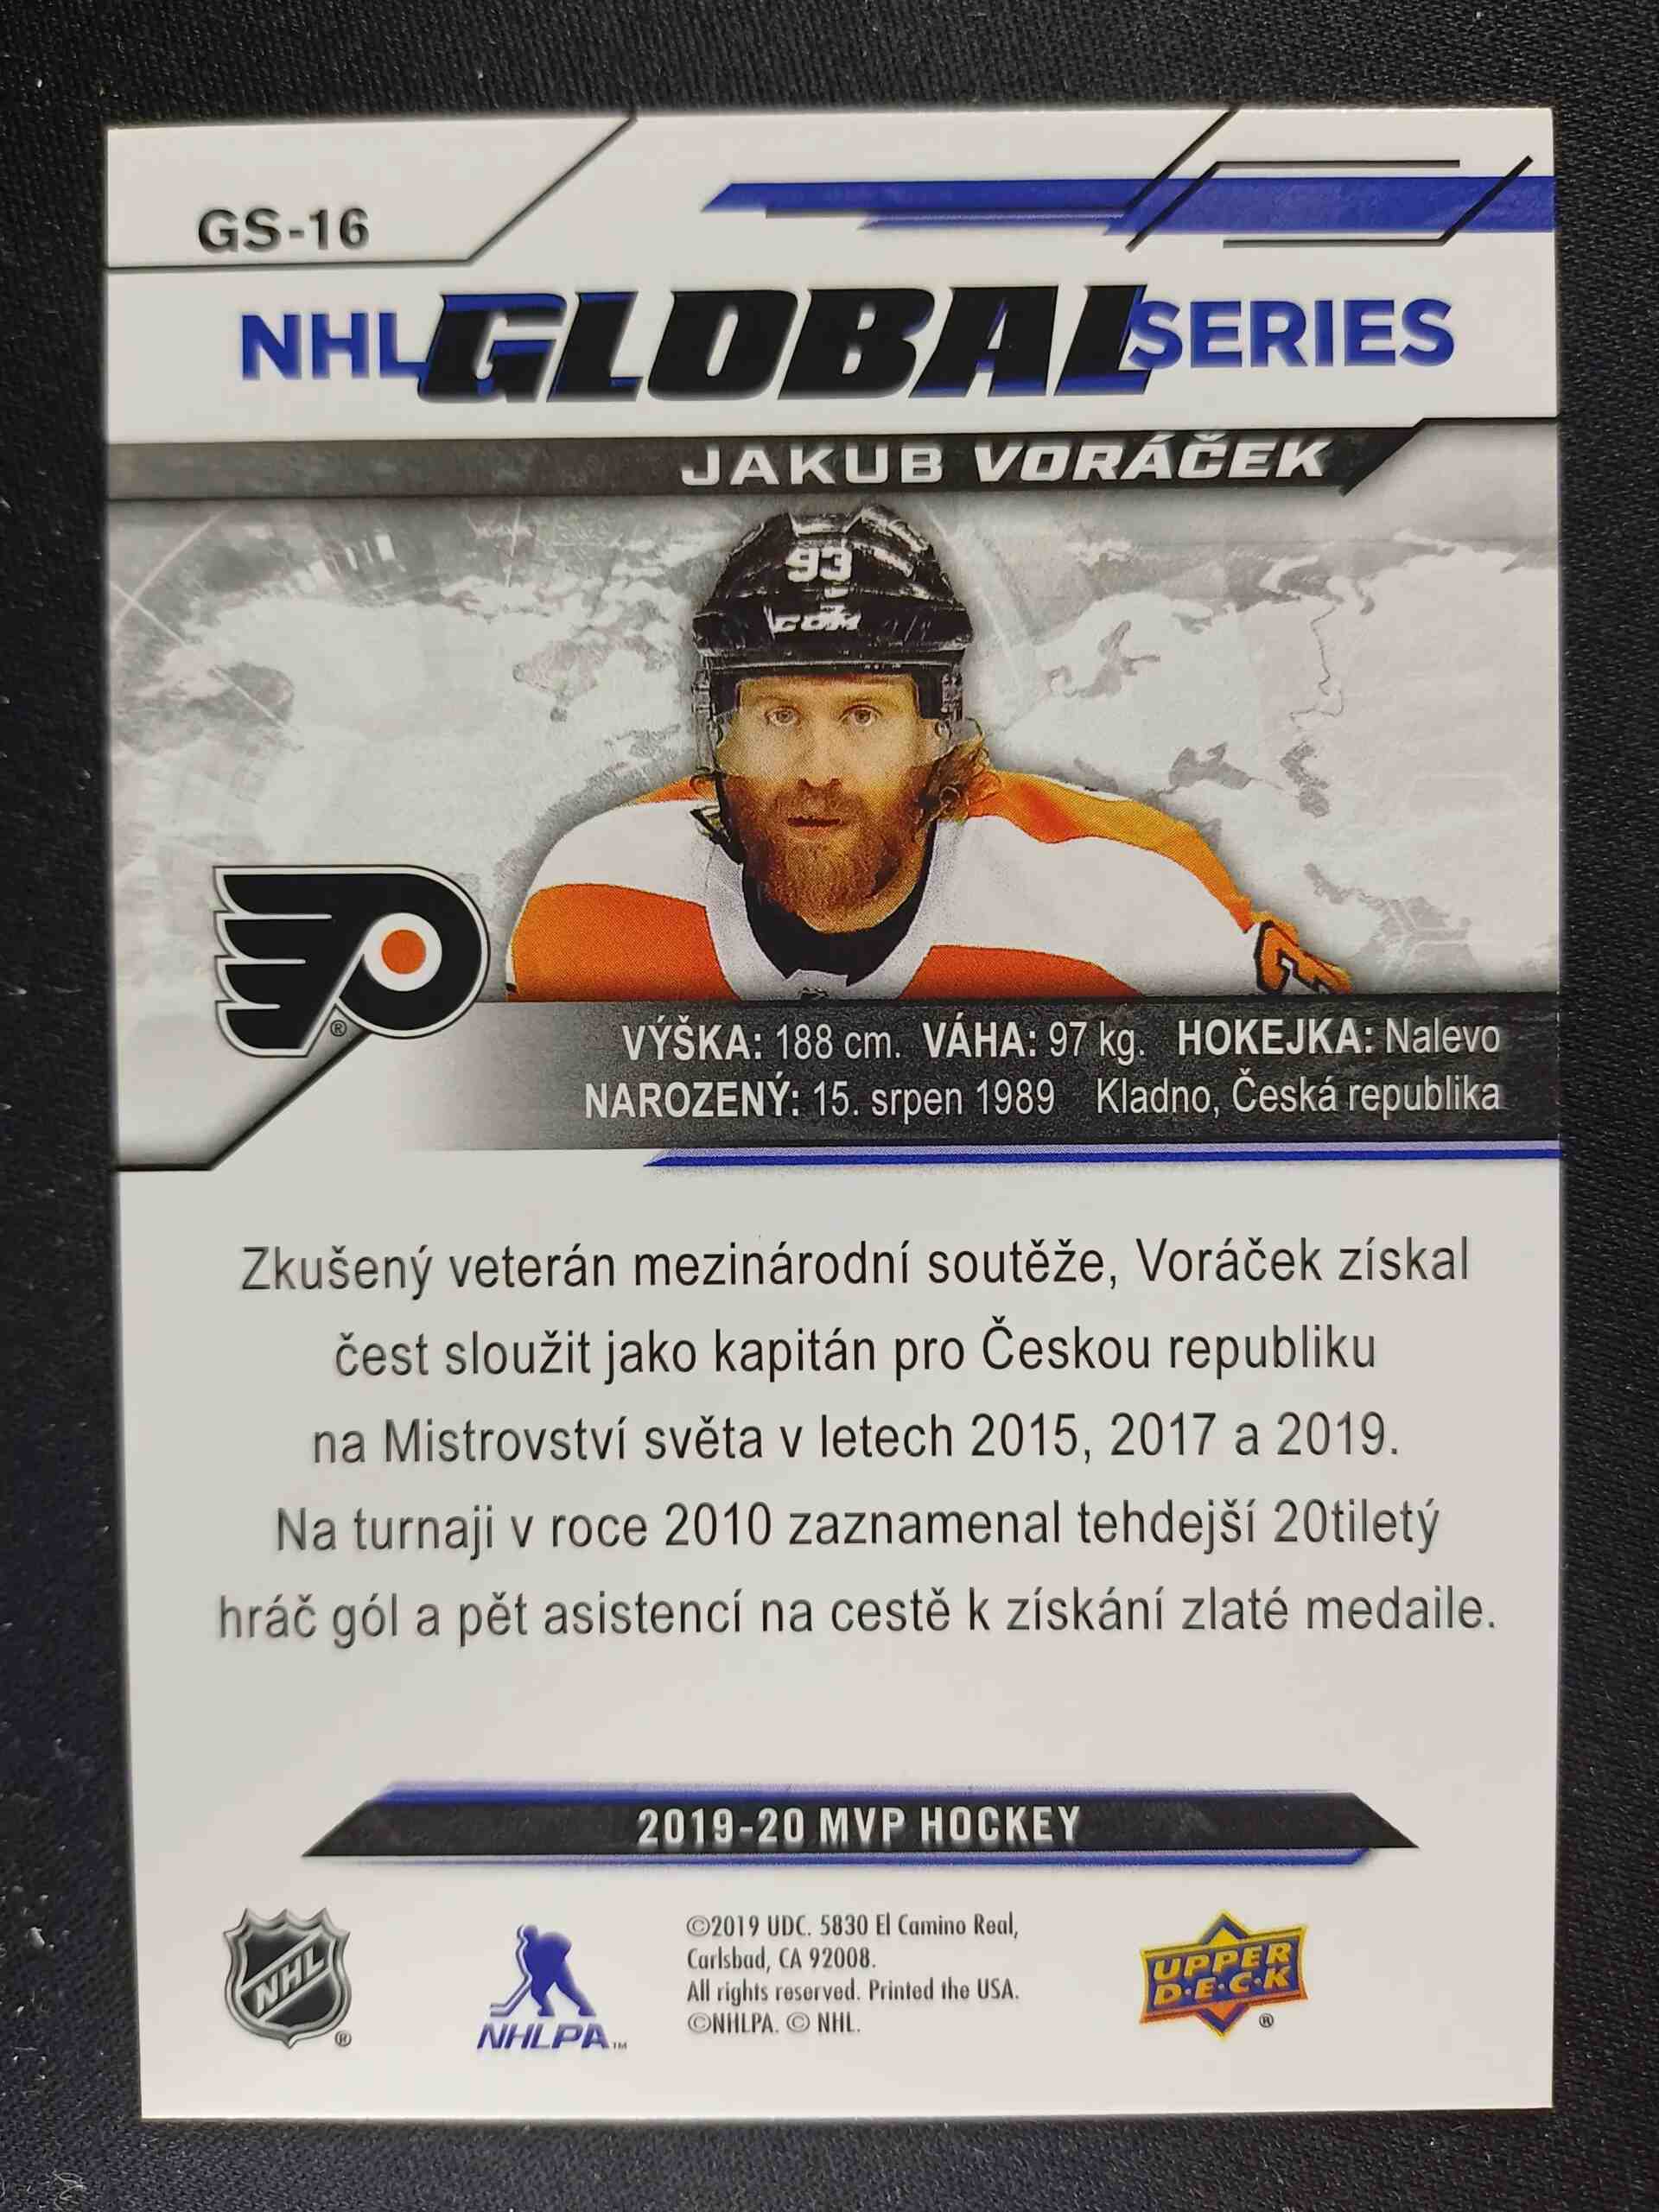 GS-16
NHL GLOBAL SERIES
JAKUB VORÁČEK
93
CCM
VÝŠKA: 188 cm. VÁHA: 97 kg. HOKEJKA: Nalevo
NAROZENÝ: 15. srpen 1989 Kladno, Česká republika
®
Zkušený veterán mezinárodní soutěže, Voráček získal
čest sloužit jako kapitán pro Českou republiku
na Mistrovství světa v letech 2015, 2017 a 2019.
Na turnaji v roce 2010 zaznamenal tehdejší 20tiletý
hráč gól a pět asistencí na cestě k získání zlaté medaile.
2019-20 MVP HOCKEY
NHL ®
NHLPA™
©2019 UDC. 5830 El Camino Real,
Carlsbad, CA 92008.
All rights reserved. Printed the USA.
©NHLPA. © NHL.
UPPER
D·E·C·K
®